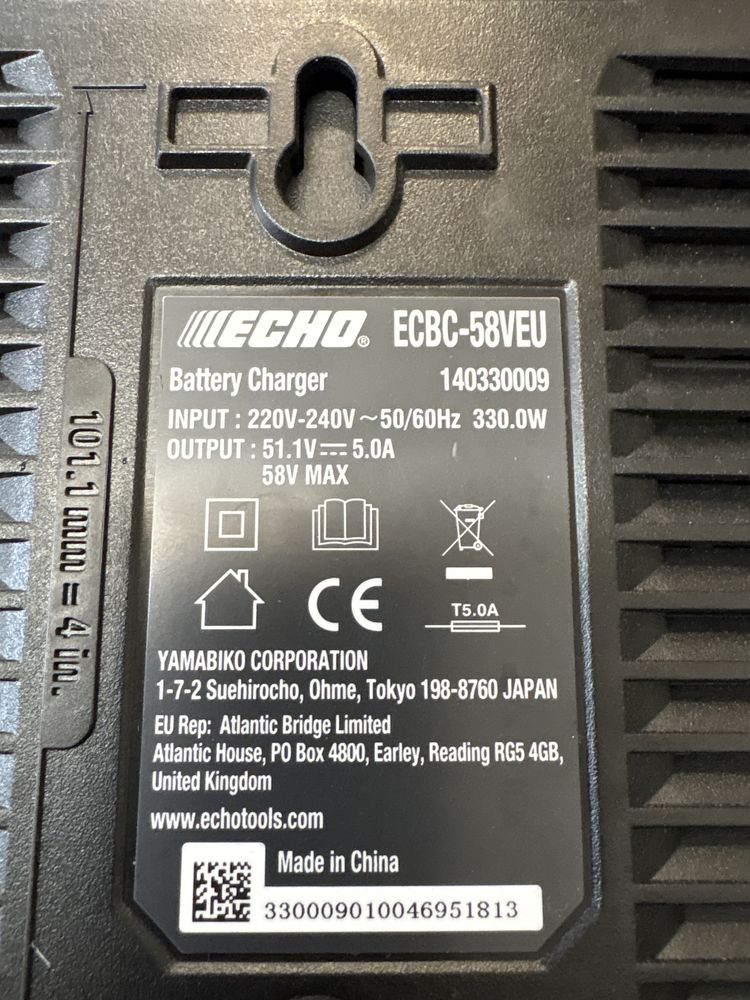 ECHO® ECBC-58VEU
Battery Charger 140330009
INPUT : 220V-240V ~ 50/60Hz 330.0W
OUTPUT : 51.1V ⎓ 5.0A
58V MAX
CE
T5.0A
YAMABIKO CORPORATION
1-7-2 Suehirocho, Ohme, Tokyo 198-8760 JAPAN
EU Rep: Atlantic Bridge Limited
Atlantic House, PO Box 4800, Earley, Reading RG5 4GB,
United Kingdom
www.echotools.com
Made in China
330009010046951813
101.1 mm = 4 in.